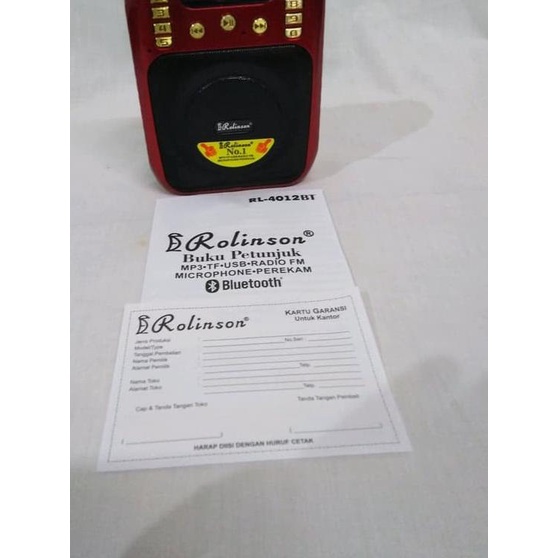 Rolinson
Rolinson
No.1
RL-4012BT
Rolinson®
Buku Petunjuk
MP3•TF•USB•RADIO FM
MICROPHONE•PEREKAM
Bluetooth®
Rolinson®
KARTU GARANSI
Untuk Kantor
Jenis Produksi
No.Seri:
Model/Type
Tanggal Pembelian
Nama Pemilik
Alamat Pemilik
Telp.
Nama Toko
Alamat Toko
Telp.
Cap & Tanda Tangan Toko
Tanda Tangan Pembeli
HARAP DIISI DENGAN HURUF CETAK